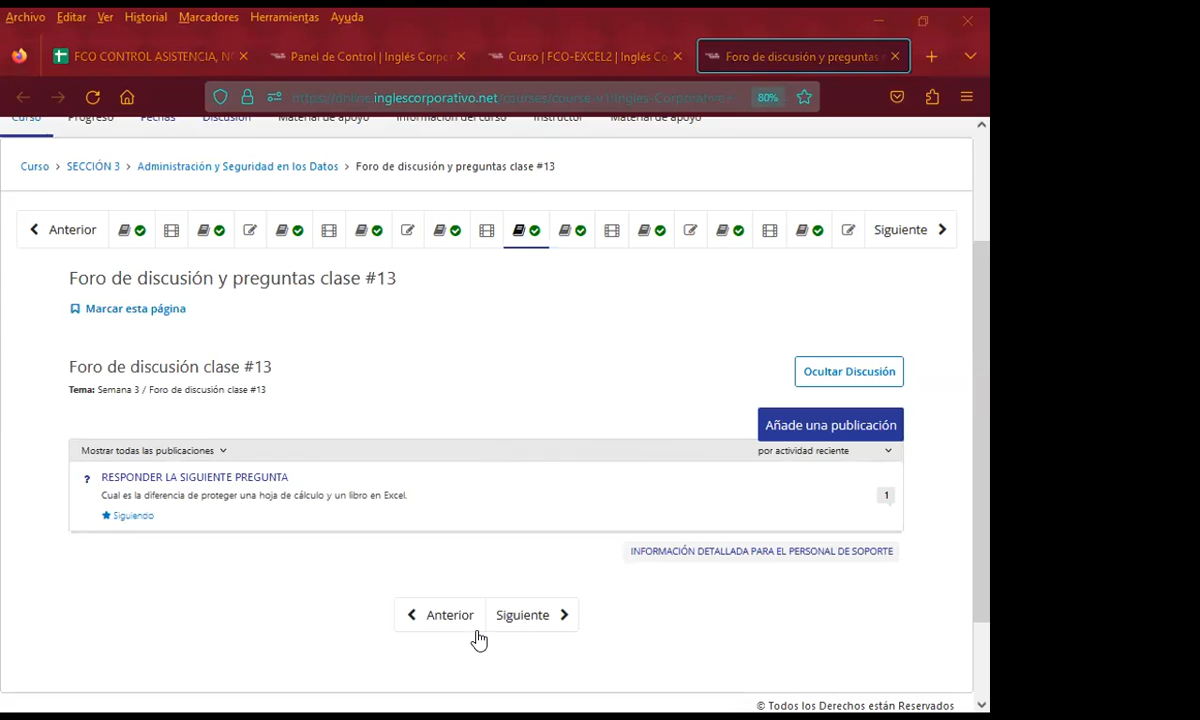 Archivo Editar Ver Historial Marcadores Herramientas Ayuda
FCO CONTROL ASISTENCIA, N
Panel de Control | Inglés Corpor
Curso | FCO-EXCEL2 | Inglés Co
Foro de discusión y preguntas
inglescorporativo.net
80%
Curso Progreso Fechas Discusión Material de apoyo Información del curso Instructor Material de apoyo
Curso > SECCIÓN 3 > Administración y Seguridad en los Datos > Foro de discusión y preguntas clase #13
Anterior
Siguiente
Foro de discusión y preguntas clase #13
Marcar esta página
Foro de discusión clase #13
Ocultar Discusión
Tema: Semana 3 / Foro de discusión clase #13
Añade una publicación
Mostrar todas las publicaciones
por actividad reciente
? RESPONDER LA SIGUIENTE PREGUNTA
Cual es la diferencia de proteger una hoja de cálculo y un libro en Excel.
1
Siguiendo
INFORMACIÓN DETALLADA PARA EL PERSONAL DE SOPORTE
Anterior Siguiente
© Todos los Derechos están Reservados